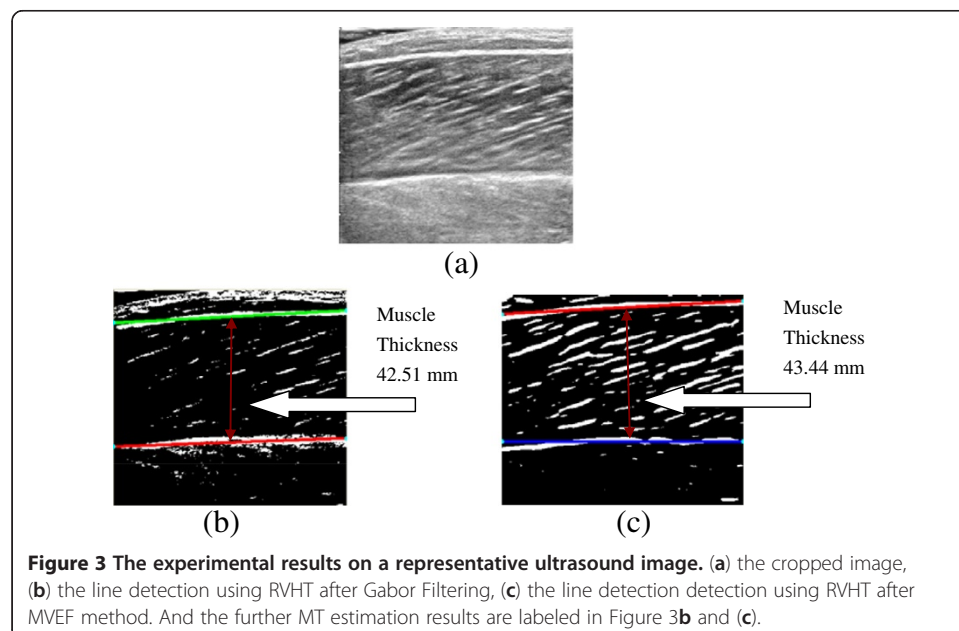 (a)
Muscle
Thickness
42.51 mm
Muscle
Thickness
43.44 mm
(b)
(c)
Figure 3 The experimental results on a representative ultrasound image. (a) the cropped image,
(b) the line detection using RVHT after Gabor Filtering, (c) the line detection detection using RVHT after
MVEF method. And the further MT estimation results are labeled in Figure 3b and (c).